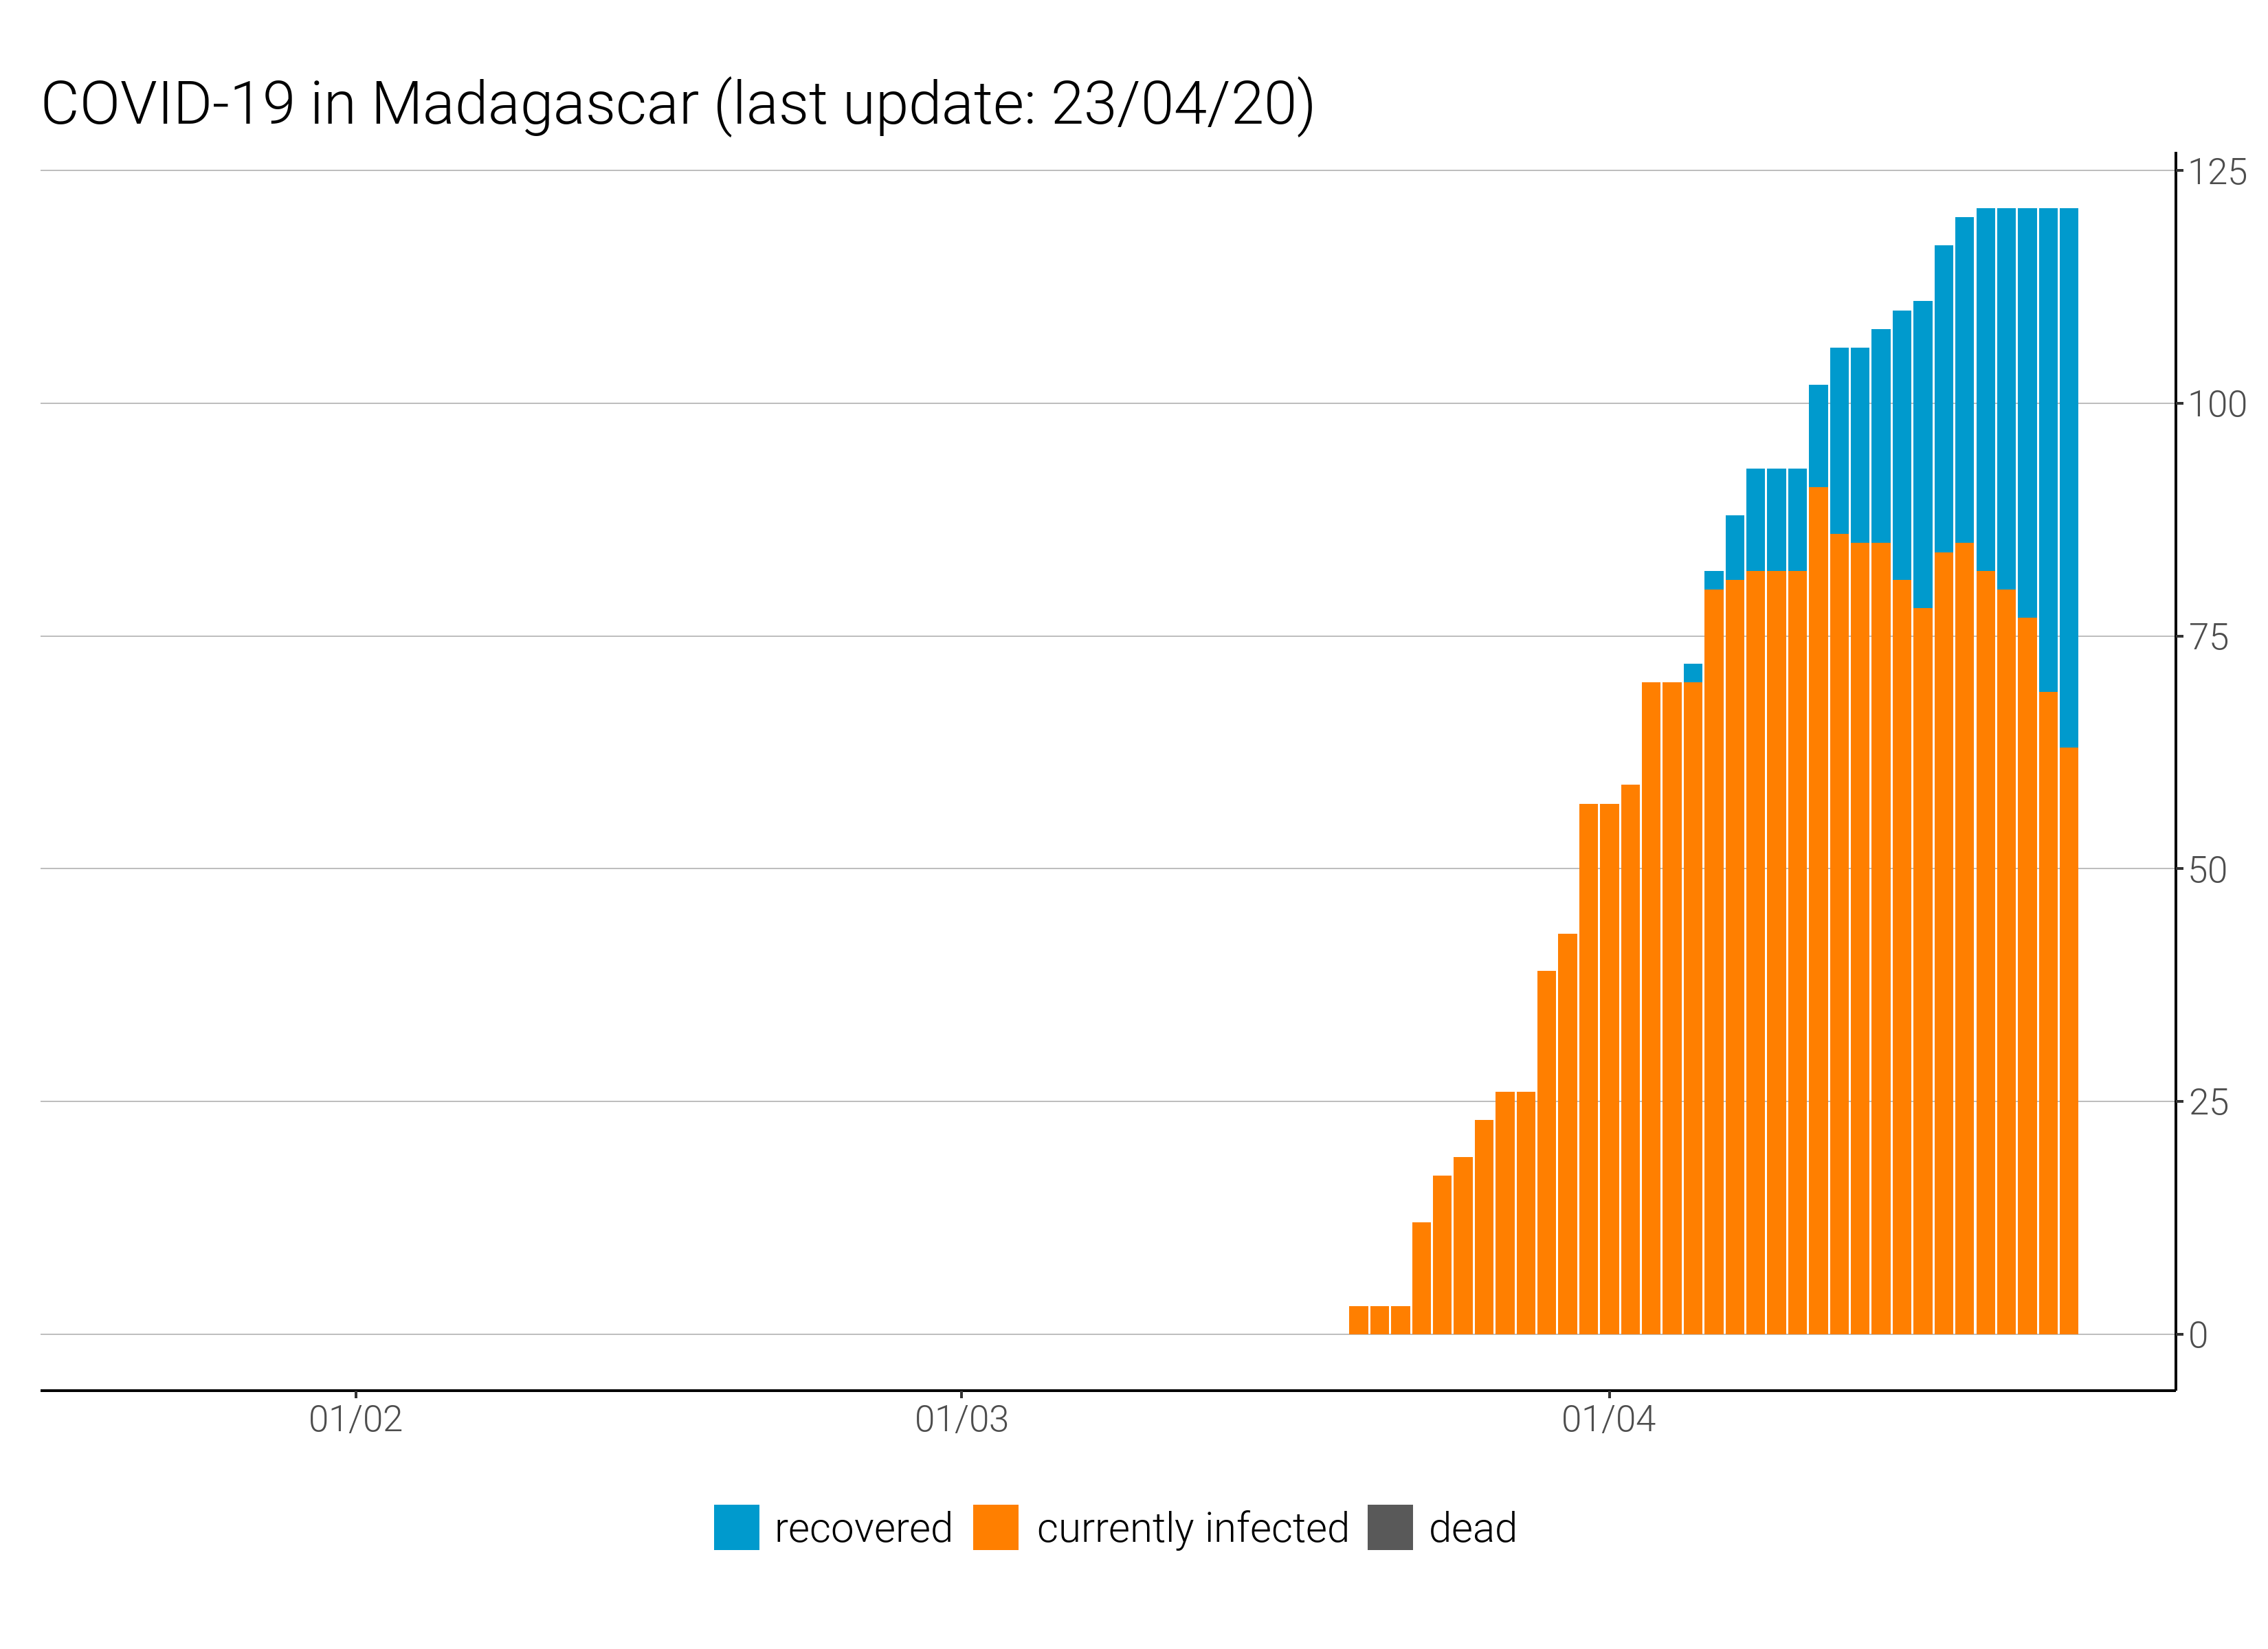 COVID-19 in Madagascar (last update: 23/04/20)
125
100
75
50
25
0
01/02 01/03 01/04
recovered currently infected dead